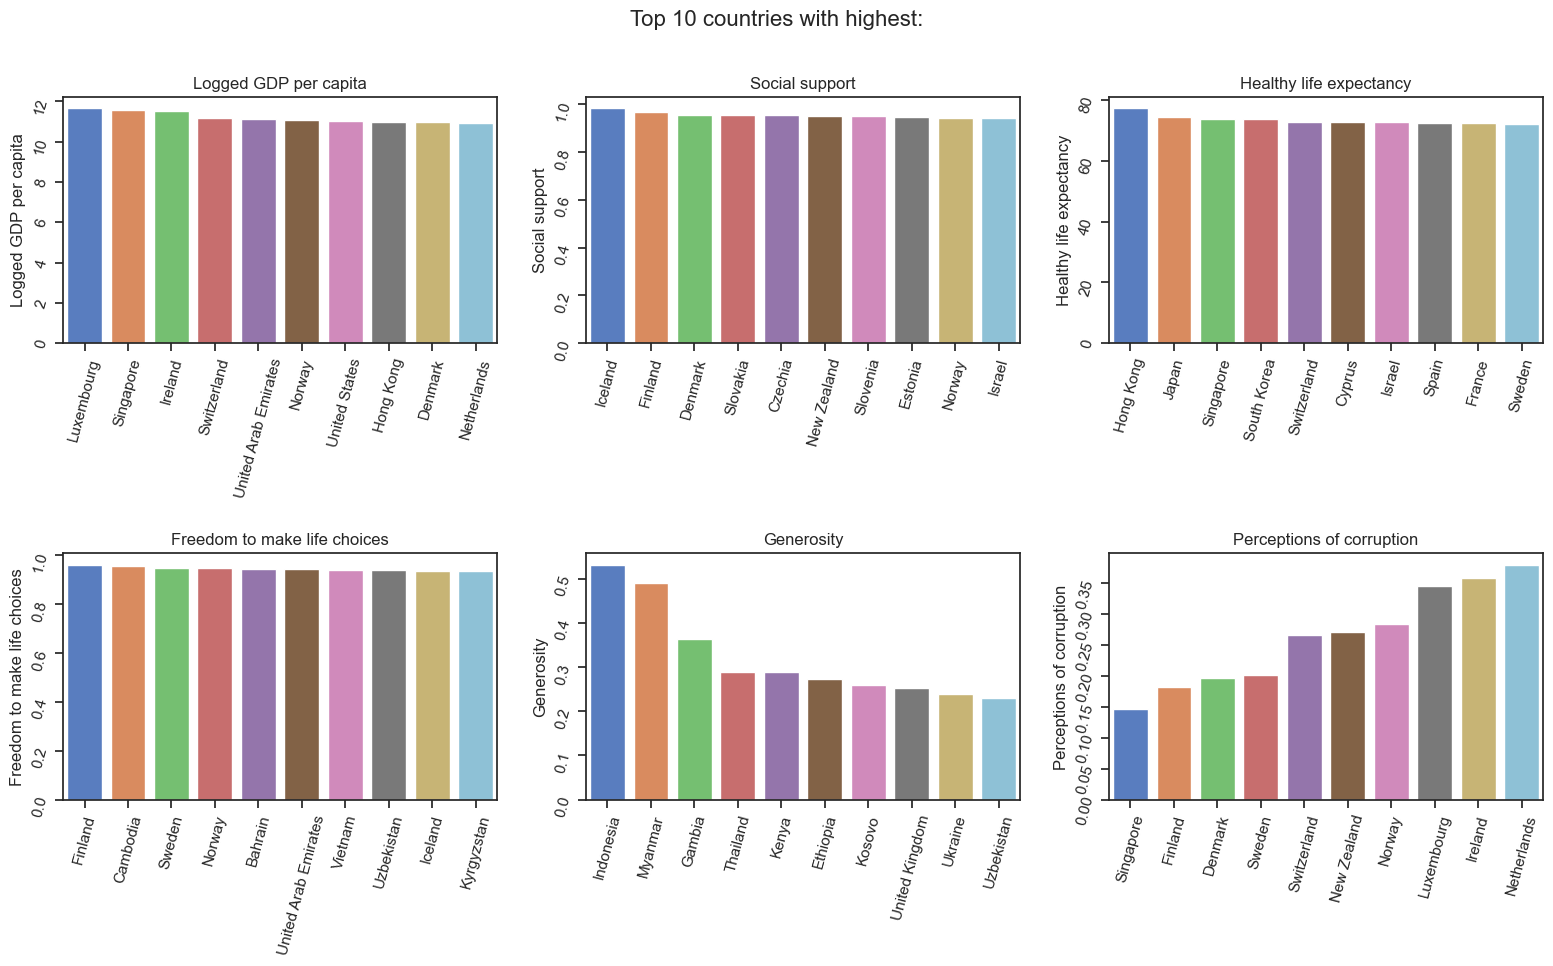 Top 10 countries with highest:
Logged GDP per capita
Logged GDP per capita
12
10
8
6
4
2
0
Luxembourg
Singapore
Ireland
Switzerland
United Arab Emirates
Norway
United States
Hong Kong
Denmark
Netherlands
Social support
Social support
1.0
0.8
0.6
0.4
0.2
0.0
Iceland
Finland
Denmark
Slovakia
Czechia
New Zealand
Slovenia
Estonia
Norway
Israel
Healthy life expectancy
Healthy life expectancy
80
60
40
20
0
Hong Kong
Japan
Singapore
South Korea
Switzerland
Cyprus
Israel
Spain
France
Sweden
Freedom to make life choices
Freedom to make life choices
1.0
0.8
0.6
0.4
0.2
0.0
Finland
Cambodia
Sweden
Norway
Bahrain
United Arab Emirates
Vietnam
Uzbekistan
Iceland
Kyrgyzstan
Generosity
Generosity
0.5
0.4
0.3
0.2
0.1
0.0
Indonesia
Myanmar
Gambia
Thailand
Kenya
Ethiopia
Kosovo
United Kingdom
Ukraine
Uzbekistan
Perceptions of corruption
Perceptions of corruption
0.35
0.30
0.25
0.20
0.15
0.10
0.05
0.00
Singapore
Finland
Denmark
Sweden
Switzerland
New Zealand
Norway
Luxembourg
Ireland
Netherlands